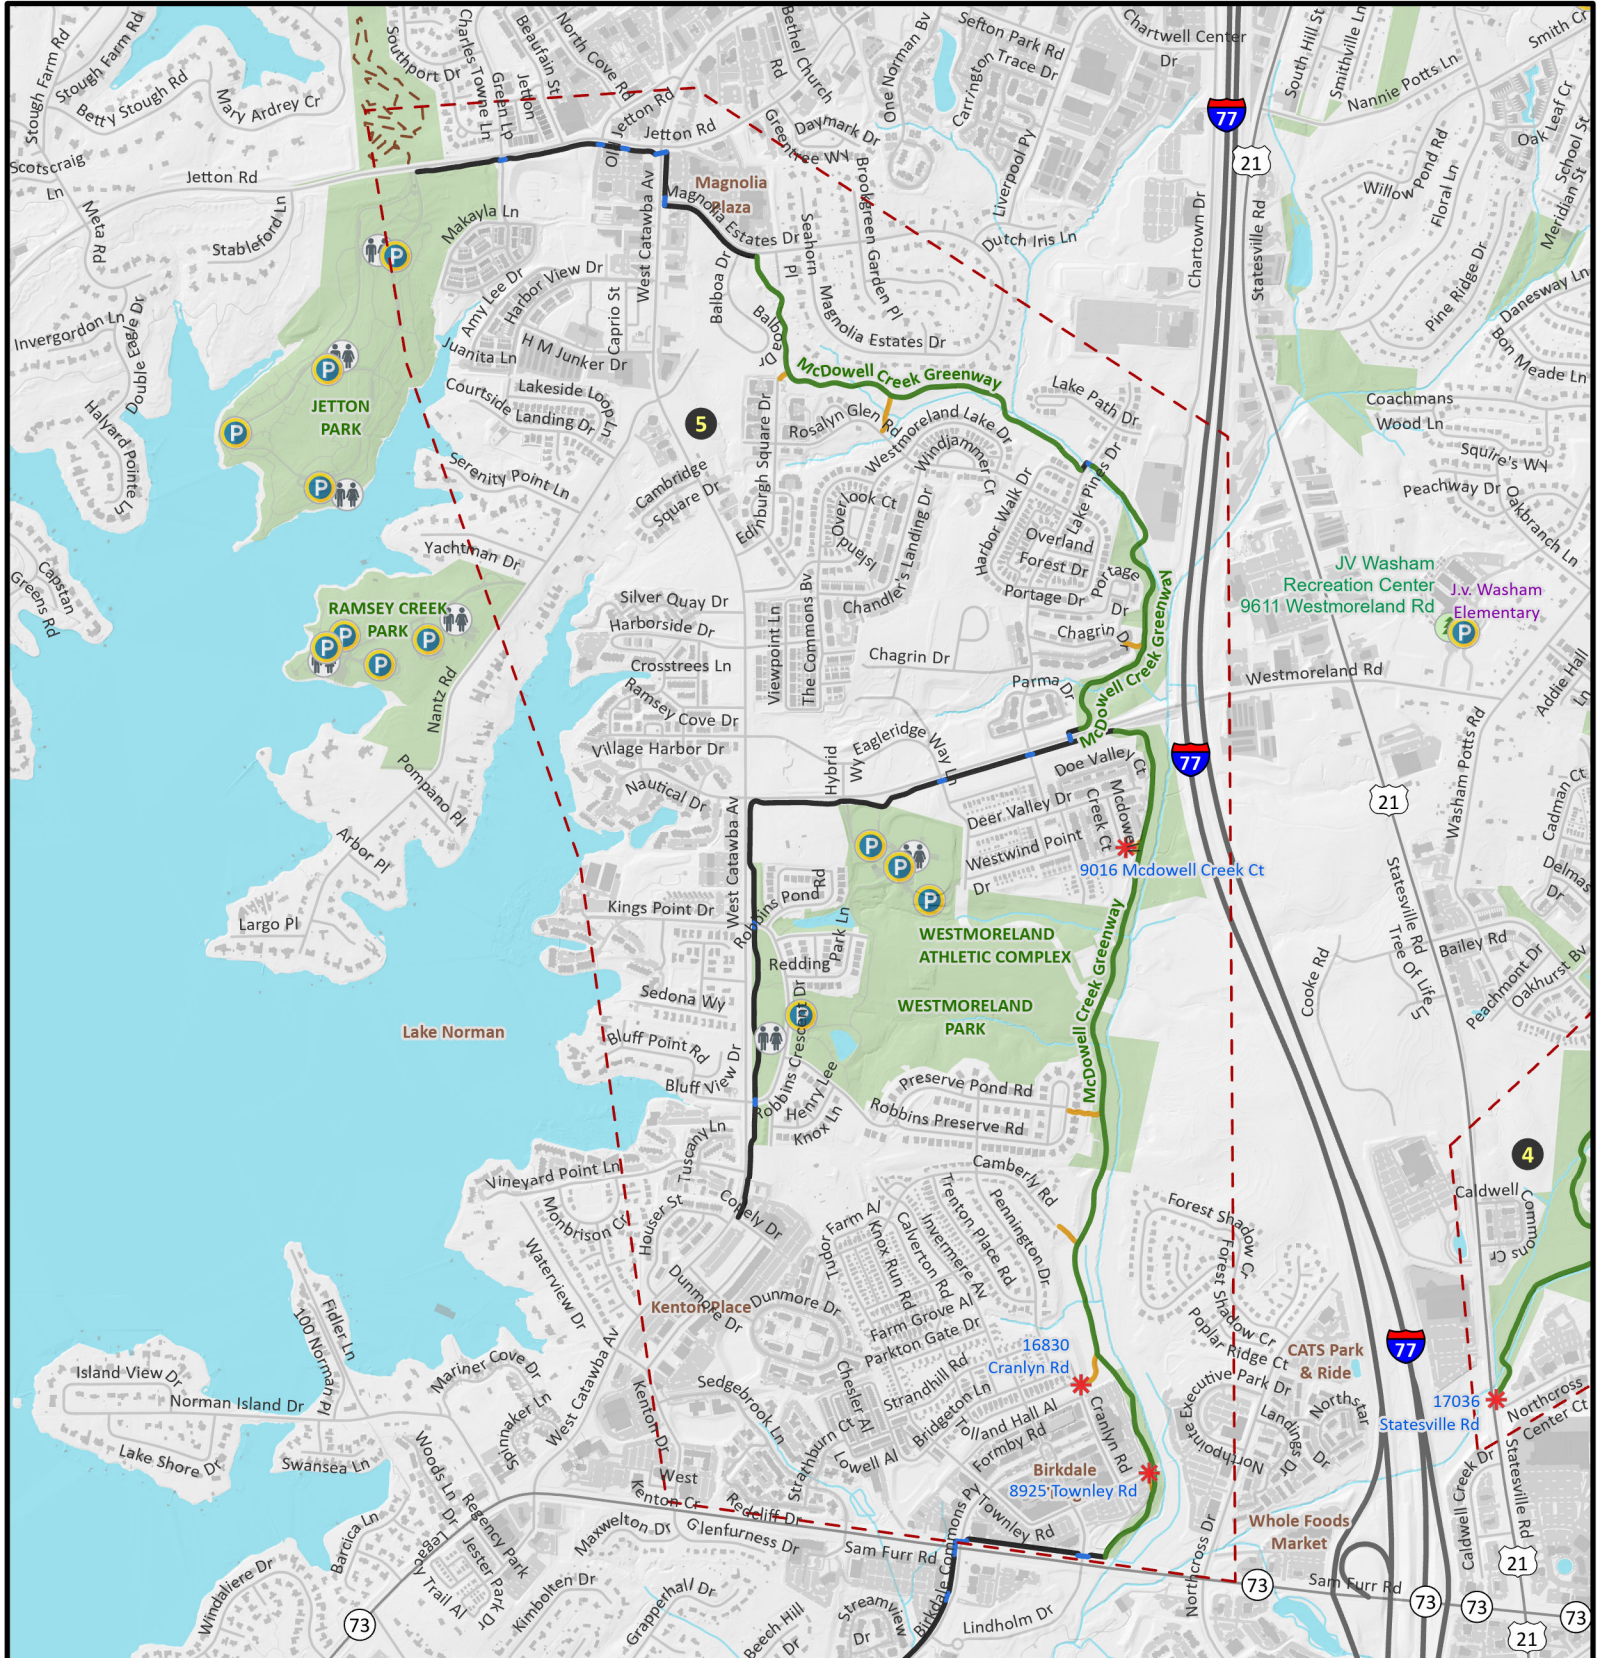 Stough Farm Rd
Stough Farm Rd
Betty Stough Rd
Mary Ardrey Cr
Southport Dr
Charles Towne Ln
Green Lp
Jetton
Beaufain St
North Cove Rd
Jetton Rd
Jetton Rd
Bethel Church
Rd
Daymark Dr
Greentree Wy
Que Norman Bv
Sefton Park Rd
Carrington Trace Dr
Chartwell Center
Dr
South Hill St
Smithville Ln
Nannie Potts Ln
Smith Cr
Oak Leaf Cr
School St
Meridian St
77
21
Scotscraig
Ln
Jetton Rd
Meta Rd
Stableford Ln
Makayla Ln
Old
West Catawba Av
Magnolia
Plaza
Magnolia Estates Dr
Brookgreen Garden Pl
Seahorn
Pl
Liverpool Py
Dutch Iris Ln
Chartown Dr
Statesville Rd
Willow Pond Rd
Floral Ln
Pine Ridge Dr
Danesway Ln
Bon Meade Ln
P
Invergordon Ln
Double Eagle Dr
Halyard Pointe
Ln
Amy Lee Dr
Harbor View Dr
Juanita Ln
H M Junker Dr
Caprio St
Balboa Dr
Balboa Dr
Magnolia Estates Dr
McDowell Creek Greenway
P
JETTON
PARK
P
P
Courtside Landing Dr
Lakeside Loop Ln
5
Rosalyn Glen Rd
Westmoreland Lake Dr
Windjammer Cr
Lake Path Dr
Lake Pines Dr
Coachmans
Wood Ln
Squire's Wy
Peachway Dr
Oakbranch Ln
Serenity Point Ln
Cambridge
Square Dr
Edinburgh Square Dr
Overlook Ct
Island
Chandler's Landing Dr
Harbor Walk Dr
Overland
Forest Dr
Portage
Dr
Portage Dr
Yachtman Dr
Capstan
Greens Rd
RAMSEY CREEK
PARK
P
P
P
P
Nantz Rd
Silver Quay Dr
Harborside Dr
Crosstrees Ln
Ramsey Cove Dr
Village Harbor Dr
Nautical Dr
Viewpoint Ln
The Commons Bv
Chagrin Dr
Chagrin Dr
Parma Dr
McDowell Creek Greenway
JV Washam
Recreation Center
9611 Westmoreland Rd
J.v. Washam
Elementary
P
Westmoreland Rd
Addie Hall
Ln
Pompano Pl
Arbor Pl
Largo Pl
Hybrid
Wy
Eagleridge Way Ln
Doe Valley Ct
Deer Valley Dr
Mcdowell
Creek Ct
Westwind Point
Dr
77
21
Washam Potts Rd
Cadman Ct
Delmas
Dr
9016 Mcdowell Creek Ct
P
P
P
West Catawba Av
Kings Point Dr
Robbins Pond Rd
Park Ln
Redding
WESTMORELAND
ATHLETIC COMPLEX
WESTMORELAND
PARK
McDowell Creek Greenway
Statesville Rd
Tree Of Life
Ln
Bailey Rd
Peachmont Dr
Oakhurst Bv
Cooke Rd
Lake Norman
Sedona Wy
Bluff Point Rd
Bluff View Dr
P
Robbins Crescent Dr
Henry Lee
Knox Ln
Preserve Pond Rd
Robbins Preserve Rd
Tuscany Ln
Vineyard Point Ln
Monbrison Cr
Houser St
Copely Dr
Camberly Rd
Trenton Place Rd
Pennington Dr
Invermere Av
Calverton Rd
Knox Run Rd
Tudor Farm Al
Farm Grove Al
Parkton Gate Dr
Forest Shadow Cr
Forest Shadow Cr
Poplar Ridge Ct
4
Caldwell
Commons Cr
Waterview Dr
Dunmore Dr
Kenton Place
Dunmore Dr
Fidler Ln
100 Norman Pl
Island View Dr
Norman Island Dr
Mariner Cove Dr
Spinnaker Ln
West Catawba Av
Kenton Dr
Sedgebrook Ln
Chesler Al
Strathburn Ct
Lowell Al
Strandhill Rd
Bridgeton Ln
Tolland Hall Al
Formby Rd
16830
Cranlyn Rd
Cranlyn Rd
CATS Park
& Ride
Executive Park Dr
Northpointe
Landings Dr
Northstar
Dr
77
17036
Statesville Rd
Northcross
Center Ct
Lake Shore Dr
Swansea Ln
Woods Ln
Dr
Regency Park
Jester Park Dr
Legacy Trail Al
Barcica Ln
Windaliere Dr
West
Kenton Cr
Maxwelton Dr
Redcliff Dr
Glenfurness Dr
Kimbolten Dr
Grapperhall Dr
Beech Hill
Dr
Streamview
Dr
Birkdale
8925 Townley Rd
Townley Rd
Sam Furr Rd
Birkdale Commons Py
Lindholm Dr
Northcross Dr
Whole Foods
Market
Caldwell Creek Dr
Statesville Rd
Sam Furr Rd
73
73
73
73
73
21
21